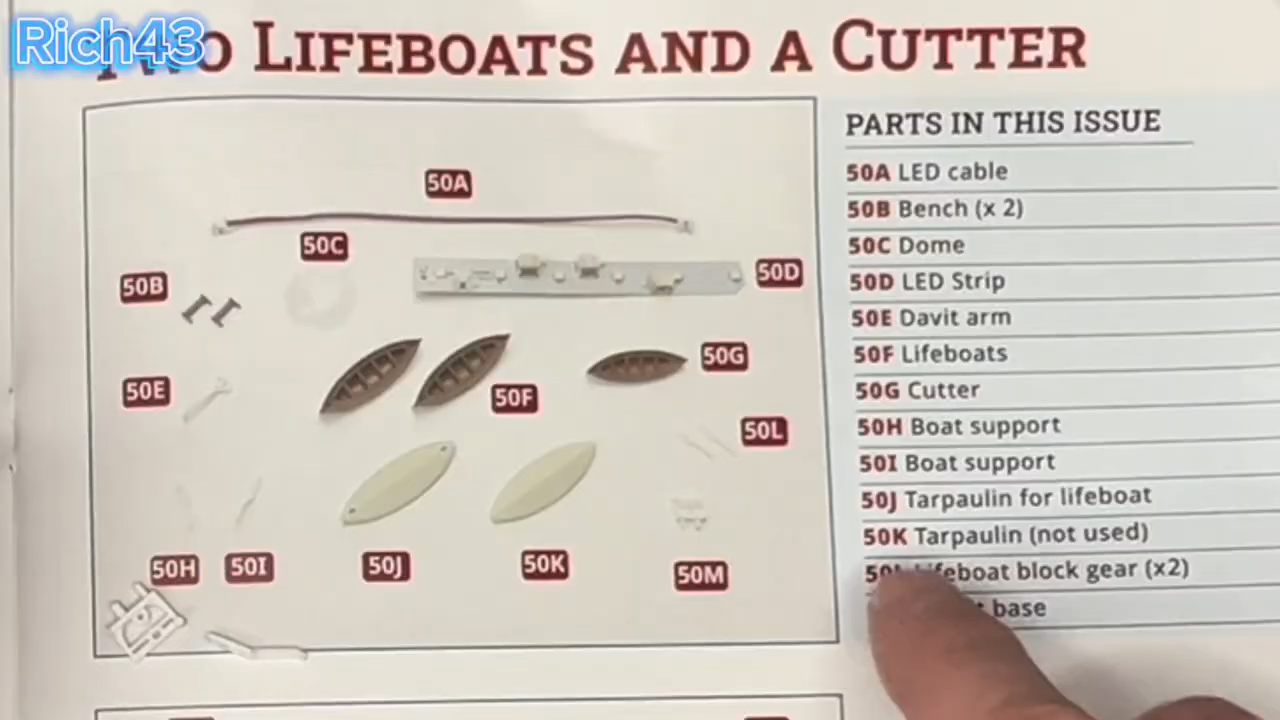 Rich43
LIFEBOATS AND A CUTTER
50A
50C
50B
50D
50E
50F
50G
50L
50H
50I
50J
50K
50M
PARTS IN THIS ISSUE
50A LED cable
50B Bench (x 2)
50C Dome
50D LED Strip
50E Davit arm
50F Lifeboats
50G Cutter
50H Boat support
50I Boat support
50J Tarpaulin for lifeboat
50K Tarpaulin (not used)
block gear (x2)
base